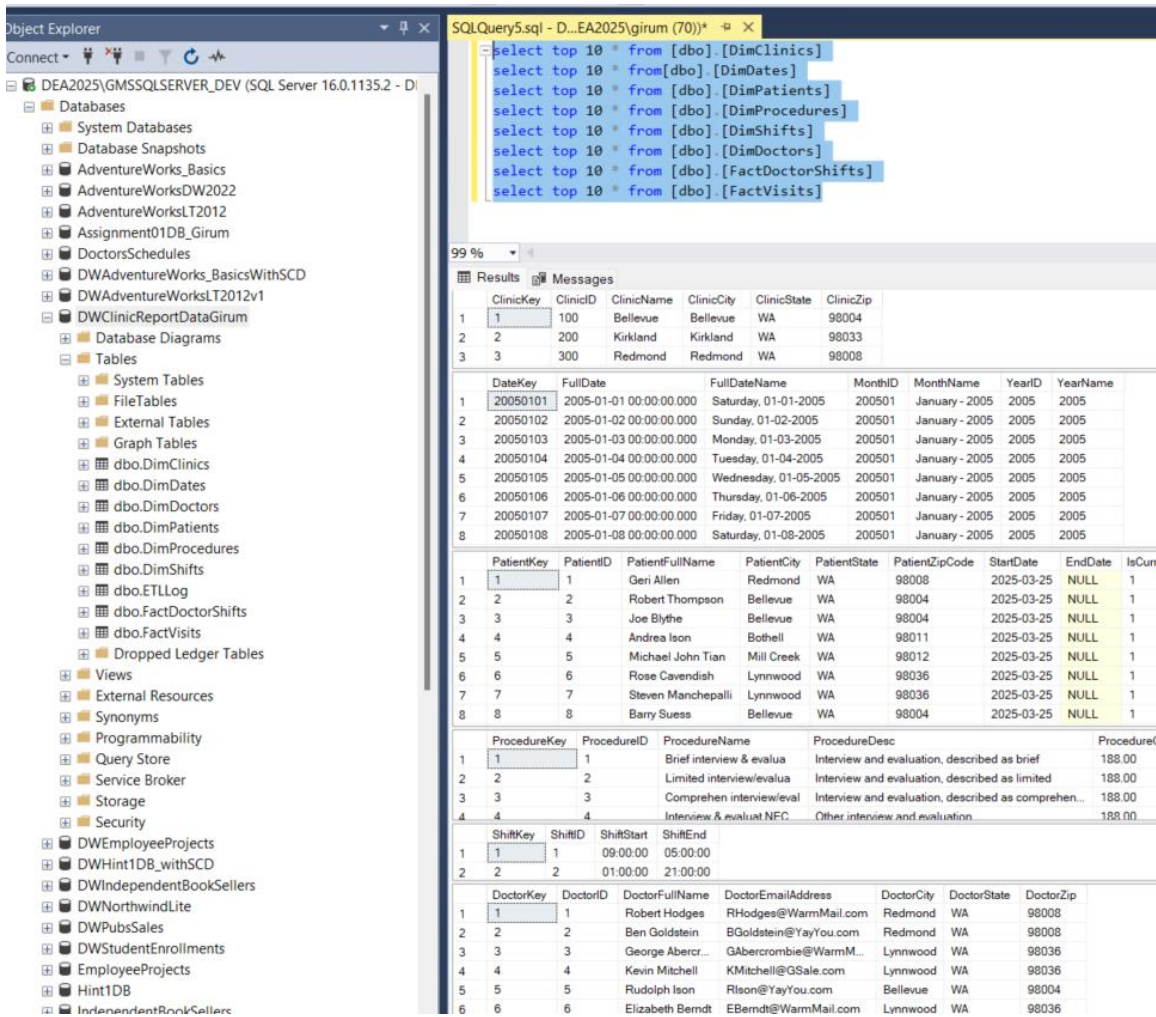 Object Explorer
Connect
DEA2025\GMSSQLSERVER_DEV (SQL Server 16.0.1135.2 - DI
Databases
System Databases
Database Snapshots
AdventureWorks_Basics
AdventureWorksDW2022
AdventureWorksLT2012
Assignment01DB_Girum
DoctorsSchedules
DWAdventureWorks_BasicsWithSCD
DWAdventureWorksLT2012v1
DWClinicReportDataGirum
Database Diagrams
Tables
System Tables
FileTables
External Tables
Graph Tables
dbo.DimClinics
dbo.DimDates
dbo.DimDoctors
dbo.DimPatients
dbo.DimProcedures
dbo.DimShifts
dbo.ETLLog
dbo.FactDoctorShifts
dbo.FactVisits
Dropped Ledger Tables
Views
External Resources
Synonyms
Programmability
Query Store
Service Broker
Storage
Security
DWEmployeeProjects
DWHint1DB_withSCD
DWIndependentBookSellers
DWNorthwindLite
DWPubsSales
DWStudentEnrollments
EmployeeProjects
Hint1DB
IndependentBookSellers
SQLQuery5.sql - D...EA2025\girum (70))*
select top 10 * from [dbo].[DimClinics]
select top 10 * from[dbo].[DimDates]
select top 10 * from [dbo].[DimPatients]
select top 10 * from [dbo].[DimProcedures]
select top 10 * from [dbo].[DimShifts]
select top 10 * from [dbo].[DimDoctors]
select top 10 * from [dbo].[FactDoctorShifts]
select top 10 * from [dbo].[FactVisits]
99 %
Results Messages
ClinicKey ClinicID ClinicName ClinicCity ClinicState ClinicZip
1 1 100 Bellevue Bellevue WA 98004
2 2 200 Kirkland Kirkland WA 98033
3 3 300 Redmond Redmond WA 98008
DateKey FullDate FullDateName MonthID MonthName YearID YearName
1 20050101 2005-01-01 00:00:00.000 Saturday, 01-01-2005 200501 January - 2005 2005 2005
2 20050102 2005-01-02 00:00:00.000 Sunday, 01-02-2005 200501 January - 2005 2005 2005
3 20050103 2005-01-03 00:00:00.000 Monday, 01-03-2005 200501 January - 2005 2005 2005
4 20050104 2005-01-04 00:00:00.000 Tuesday, 01-04-2005 200501 January - 2005 2005 2005
5 20050105 2005-01-05 00:00:00.000 Wednesday, 01-05-2005 200501 January - 2005 2005 2005
6 20050106 2005-01-06 00:00:00.000 Thursday, 01-06-2005 200501 January - 2005 2005 2005
7 20050107 2005-01-07 00:00:00.000 Friday, 01-07-2005 200501 January - 2005 2005 2005
8 20050108 2005-01-08 00:00:00.000 Saturday, 01-08-2005 200501 January - 2005 2005 2005
PatientKey PatientID PatientFullName PatientCity PatientState PatientZipCode StartDate EndDate IsCurr
1 1 1 Geri Allen Redmond WA 98008 2025-03-25 NULL 1
2 2 2 Robert Thompson Bellevue WA 98004 2025-03-25 NULL 1
3 3 3 Joe Blythe Bellevue WA 98004 2025-03-25 NULL 1
4 4 4 Andrea Ison Bothell WA 98011 2025-03-25 NULL 1
5 5 5 Michael John Tian Mill Creek WA 98012 2025-03-25 NULL 1
6 6 6 Rose Cavendish Lynnwood WA 98036 2025-03-25 NULL 1
7 7 7 Steven Manchepalli Lynnwood WA 98036 2025-03-25 NULL 1
8 8 8 Barry Suess Bellevue WA 98004 2025-03-25 NULL 1
ProcedureKey ProcedureID ProcedureName ProcedureDesc ProcedureC
1 1 1 Brief interview & evalua Interview and evaluation, described as brief 188.00
2 2 2 Limited interview/evalua Interview and evaluation, described as limited 188.00
3 3 3 Comprehen interview/eval Interview and evaluation, described as comprehen... 188.00
4 4 4 Interview & evaluat NEC Other interview and evaluation 188.00
ShiftKey ShiftID ShiftStart ShiftEnd
1 1 1 09:00:00 05:00:00
2 2 2 01:00:00 21:00:00
DoctorKey DoctorID DoctorFullName DoctorEmailAddress DoctorCity DoctorState DoctorZip
1 1 1 Robert Hodges RHodges@WarmMail.com Redmond WA 98008
2 2 2 Ben Goldstein BGoldstein@YayYou.com Redmond WA 98008
3 3 3 George Abercr... GAbercrombie@WarmM... Lynnwood WA 98036
4 4 4 Kevin Mitchell KMitchell@GSale.com Lynnwood WA 98036
5 5 5 Rudolph Ison RIson@YayYou.com Bellevue WA 98004
6 6 6 Elizabeth Berndt EBerndt@WarmMail.com Lynnwood WA 98036